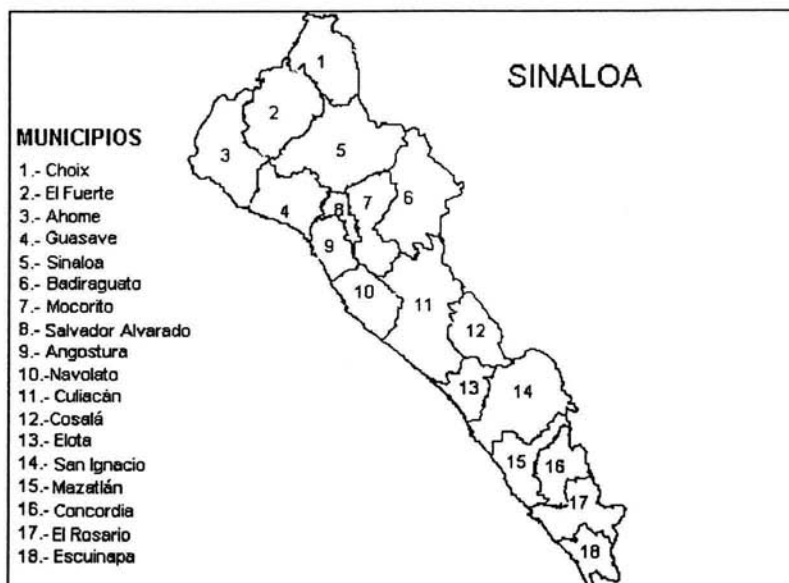 SINALOA
MUNICIPIOS
1.- Choix
2.- El Fuerte
3.- Ahome
4.- Guasave
5.- Sinaloa
6.- Badiraguato
7.- Mocorito
8.- Salvador Alvarado
9.- Angostura
10.-Navolato
11.- Culiacán
12.-Cosalá
13.- Elota
14.- San Ignacio
15.- Mazatlán
16.- Concordia
17.- El Rosario
18.- Escuinapa
1
2
3
5
4
8
7
6
9
10
11
12
13
14
15
16
17
18